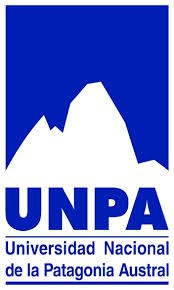 UNPA
Universidad Nacional
de la Patagonia Austral